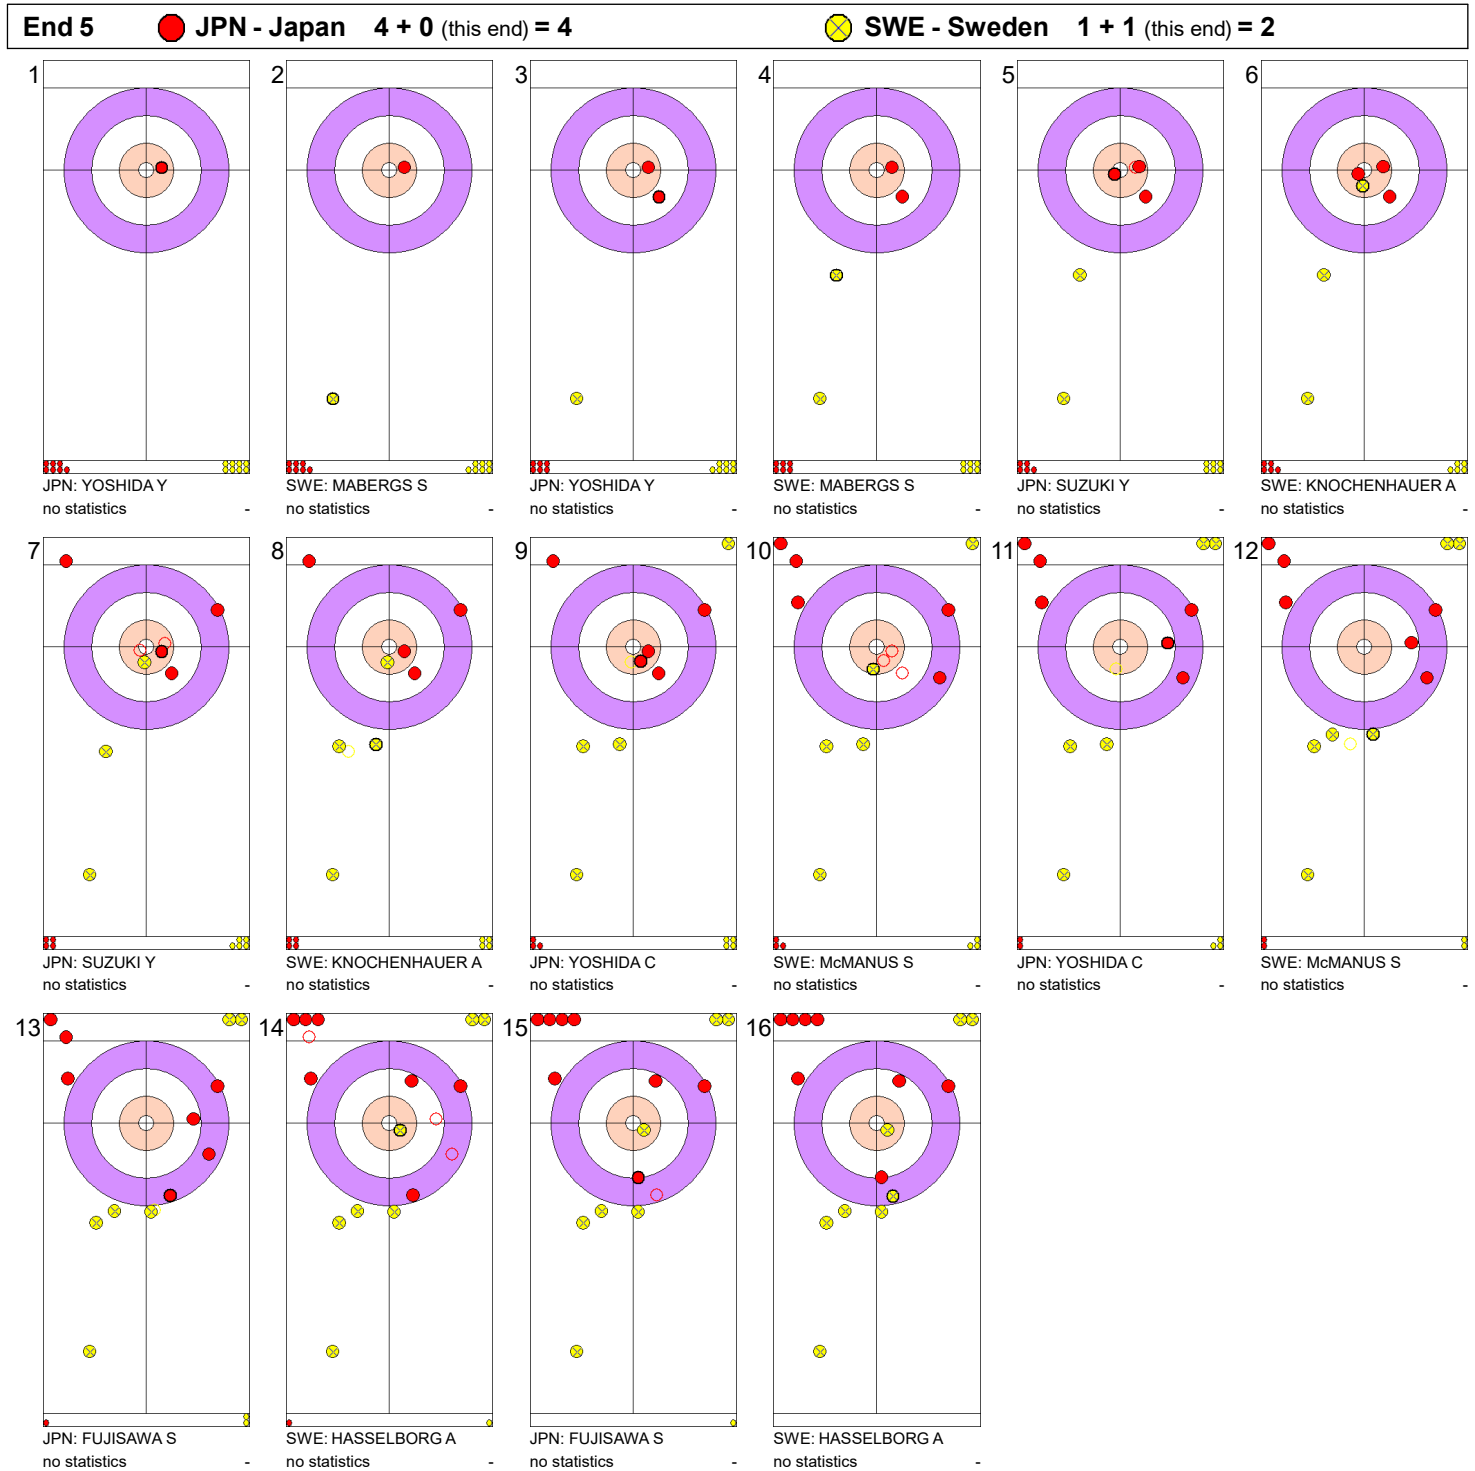 End 5 JPN - Japan 4 + 0 (this end) = 4 SWE - Sweden 1 + 1 (this end) = 2
1 2 3 4 5 6
JPN: YOSHIDA Y SWE: MABERGS S JPN: YOSHIDA Y SWE: MABERGS S JPN: SUZUKI Y SWE: KNOCHENHAUER A
no statistics - no statistics - no statistics - no statistics - no statistics - no statistics -
7 8 9 10 11 12
JPN: SUZUKI Y SWE: KNOCHENHAUER A JPN: YOSHIDA C SWE: McMANUS S JPN: YOSHIDA C SWE: McMANUS S
no statistics - no statistics - no statistics - no statistics - no statistics - no statistics -
13 14 15 16
JPN: FUJISAWA S SWE: HASSELBORG A JPN: FUJISAWA S SWE: HASSELBORG A
no statistics - no statistics - no statistics - no statistics -